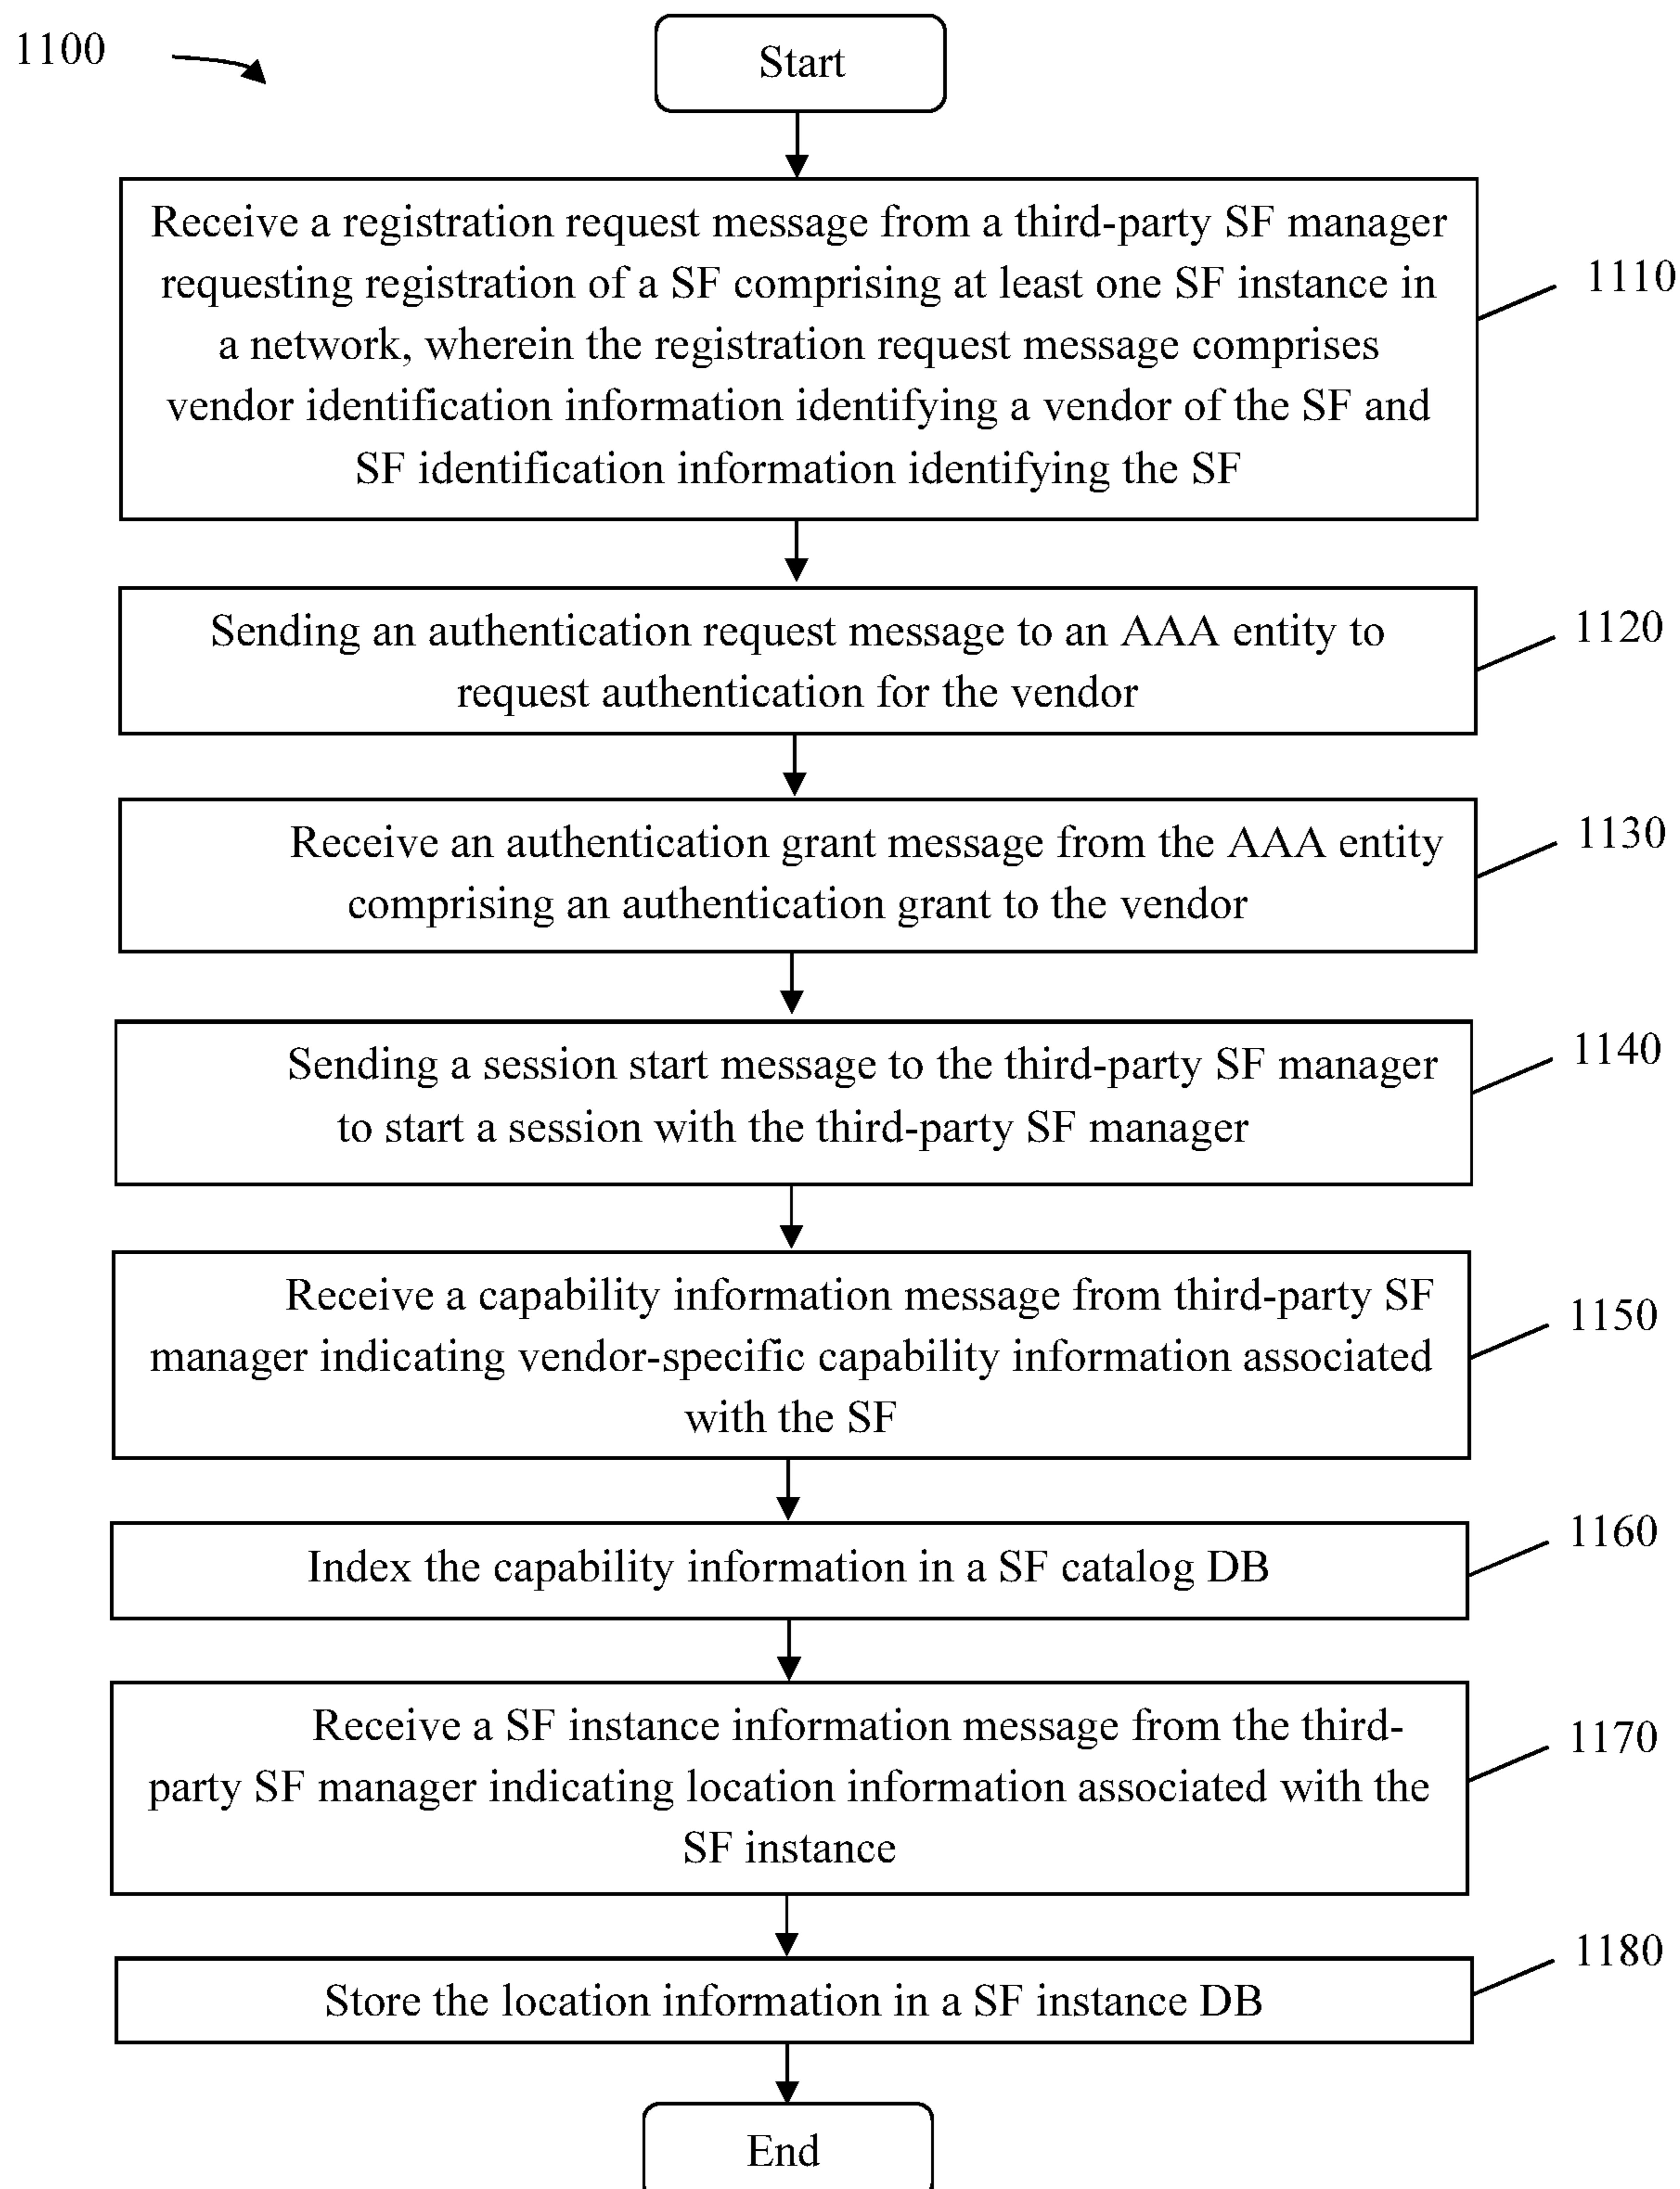 1100
Start
Receive a registration request message from a third-party SF manager
requesting registration of a SF comprising at least one SF instance in
a network, wherein the registration request message comprises
vendor identification information identifying a vendor of the SF and
SF identification information identifying the SF
1110
Sending an authentication request message to an AAA entity to
request authentication for the vendor
1120
Receive an authentication grant message from the AAA entity
comprising an authentication grant to the vendor
1130
Sending a session start message to the third-party SF manager
to start a session with the third-party SF manager
1140
Receive a capability information message from third-party SF
manager indicating vendor-specific capability information associated
with the SF
1150
Index the capability information in a SF catalog DB
1160
Receive a SF instance information message from the third-
party SF manager indicating location information associated with the
SF instance
1170
Store the location information in a SF instance DB
1180
End